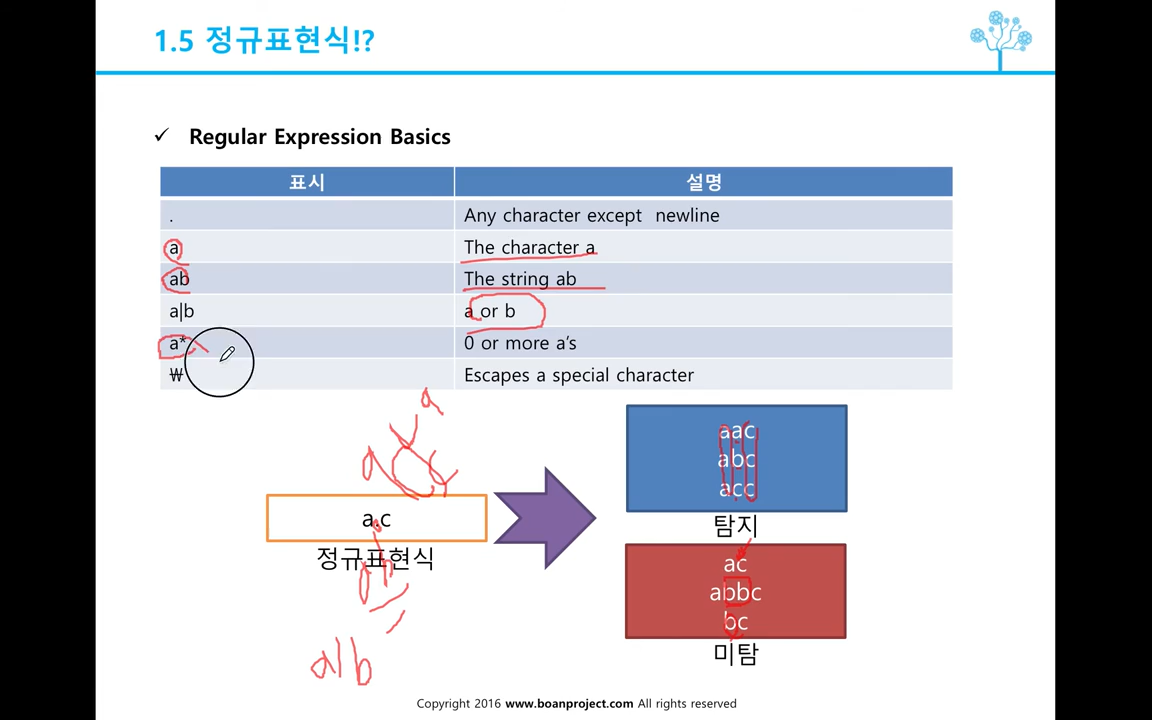 1.5 정규표현식!?
✓ Regular Expression Basics
표시 설명
. Any character except newline
a The character a
ab The string ab
a|b a or b
a* 0 or more a's
₩ Escapes a special character
a.c
정규표현식
aac
abc
acc
탐지
ac
abbc
bc
미탐
a|b
Copyright 2016 www.boanproject.com All rights reserved